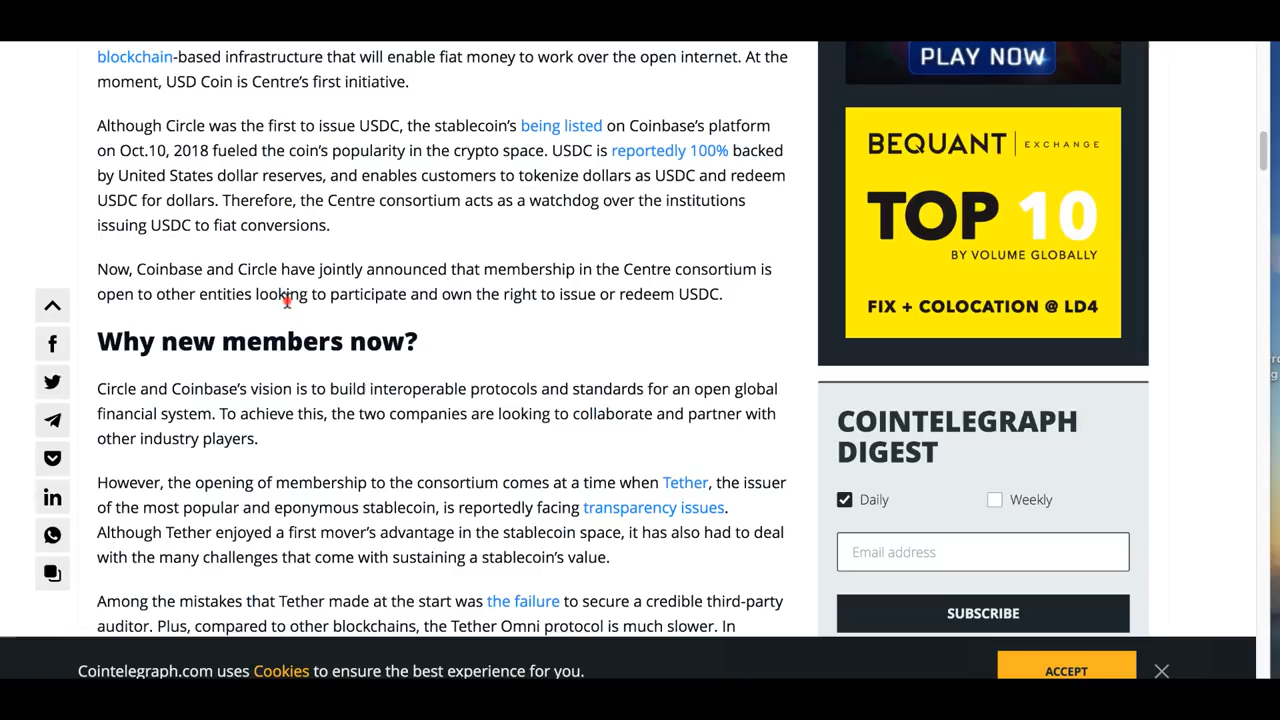 blockchain-based infrastructure that will enable fiat money to work over the open internet. At the
moment, USD Coin is Centre’s first initiative.
Although Circle was the first to issue USDC, the stablecoin’s being listed on Coinbase’s platform
on Oct.10, 2018 fueled the coin’s popularity in the crypto space. USDC is reportedly 100% backed
by United States dollar reserves, and enables customers to tokenize dollars as USDC and redeem
USDC for dollars. Therefore, the Centre consortium acts as a watchdog over the institutions
issuing USDC to fiat conversions.
Now, Coinbase and Circle have jointly announced that membership in the Centre consortium is
open to other entities looking to participate and own the right to issue or redeem USDC.
Why new members now?
Circle and Coinbase’s vision is to build interoperable protocols and standards for an open global
financial system. To achieve this, the two companies are looking to collaborate and partner with
other industry players.
However, the opening of membership to the consortium comes at a time when Tether, the issuer
of the most popular and eponymous stablecoin, is reportedly facing transparency issues.
Although Tether enjoyed a first mover’s advantage in the stablecoin space, it has also had to deal
with the many challenges that come with sustaining a stablecoin’s value.
Among the mistakes that Tether made at the start was the failure to secure a credible third-party
auditor. Plus, compared to other blockchains, the Tether Omni protocol is much slower. In
PLAY NOW
BEQUANT | EXCHANGE
TOP 10
BY VOLUME GLOBALLY
FIX + COLOCATION @ LD4
COINTELEGRAPH
DIGEST
Daily Weekly
Email address
SUBSCRIBE
Cointelegraph.com uses Cookies to ensure the best experience for you.
ACCEPT